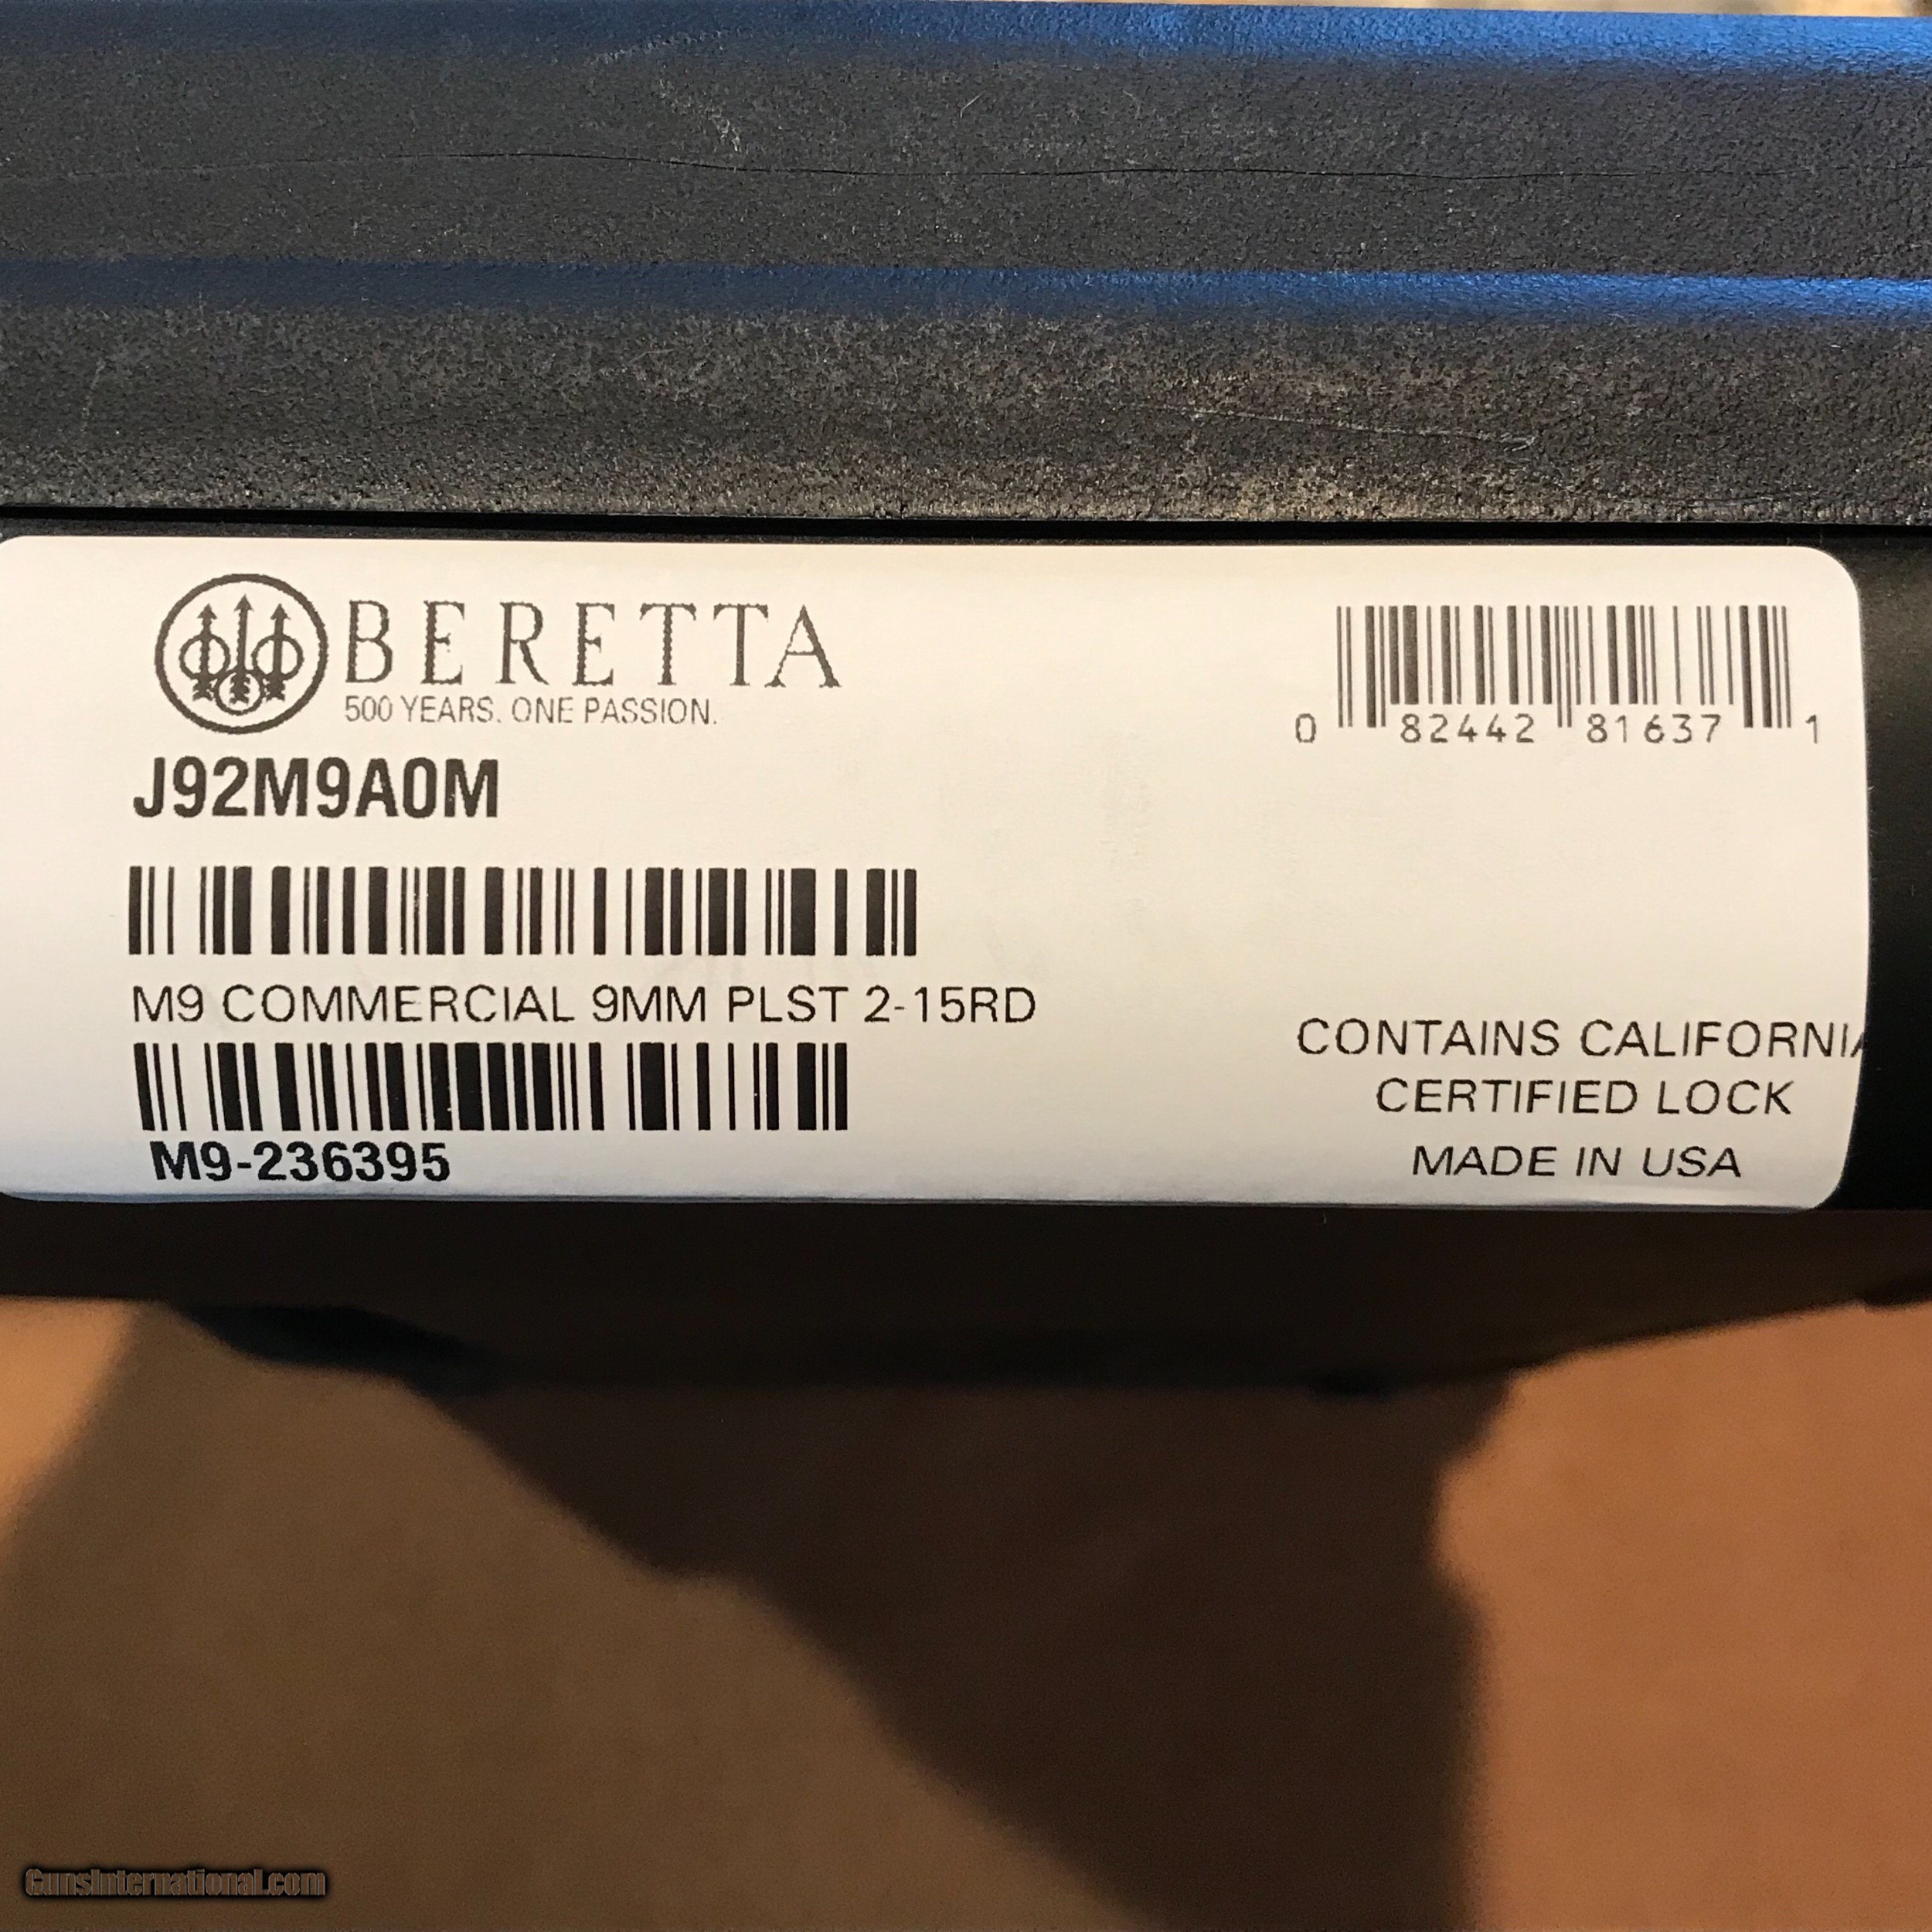 BERETTA
500 YEARS. ONE PASSION.
0 82442 81637 1
J92M9A0M
M9 COMMERCIAL 9MM PLST 2-15RD
M9-236395
CONTAINS CALIFORNIA
CERTIFIED LOCK
MADE IN USA
GunsInternational.com